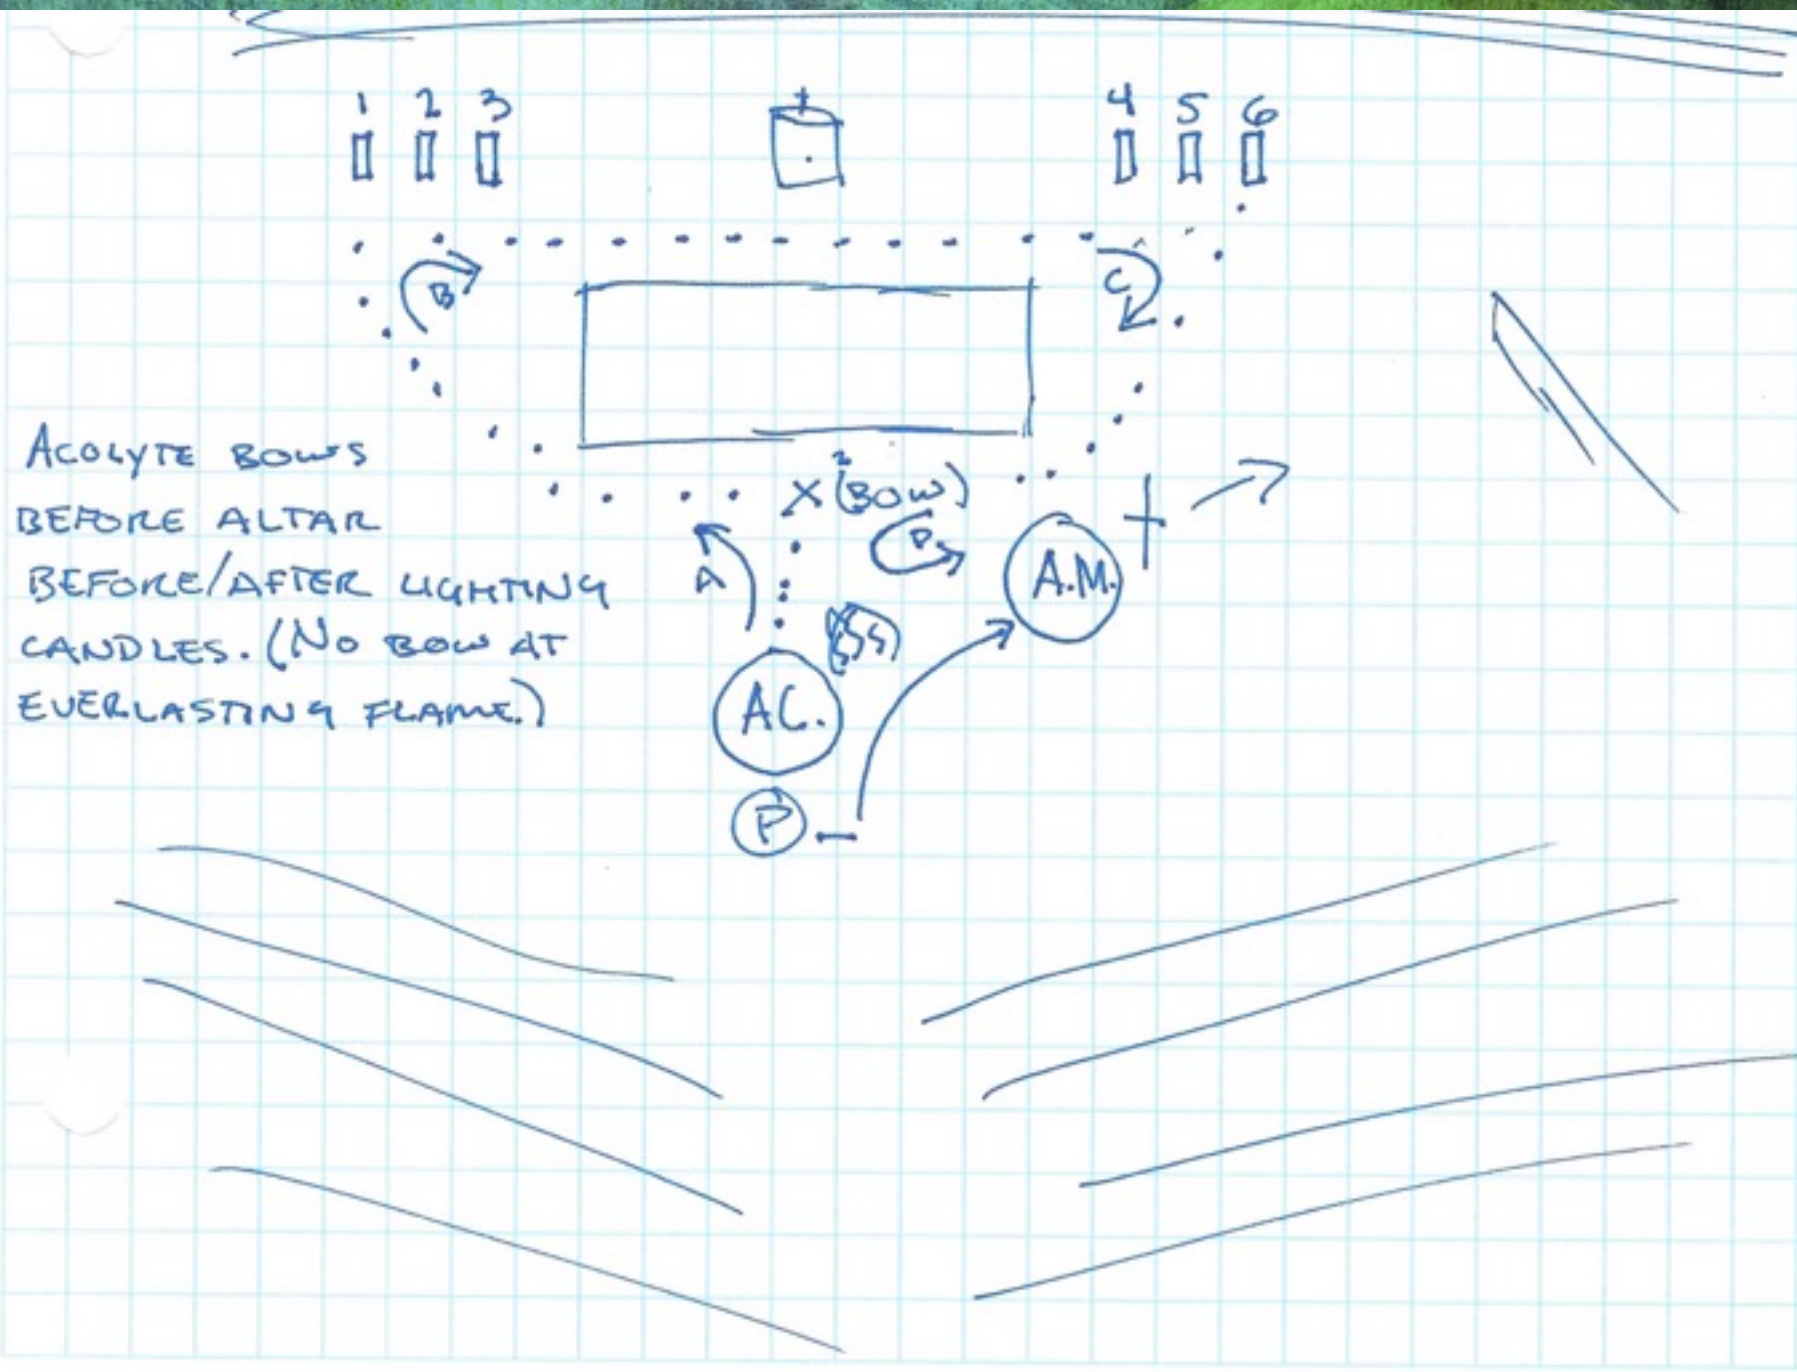 1 2 3 4 5 6
B C
ACOLYTE BOWS
BEFORE ALTAR
BEFORE/AFTER LIGHTING
CANDLES. (NO BOW AT
EVERLASTING FLAME.)
X (BOW)
2
A
D
A.M.
AC.
P